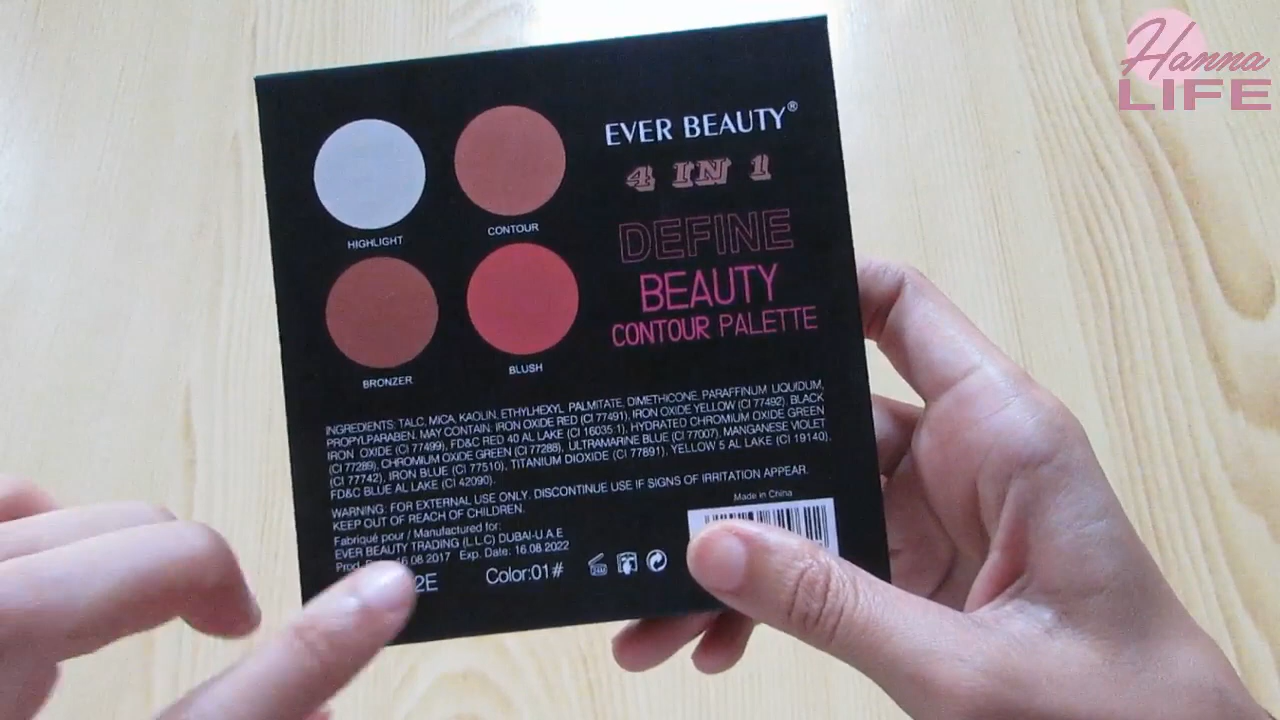 Hanna
LIFE
EVER BEAUTY®
4 IN 1
DEFINE
BEAUTY
CONTOUR PALETTE
HIGHLIGHT
CONTOUR
BRONZER
BLUSH
INGREDIENTS: TALC, MICA, KAOLIN, ETHYLHEXYL PALMITATE, DIMETHICONE, PARAFFINUM LIQUIDUM,
PROPYLPARABEN. MAY CONTAIN: IRON OXIDE RED (CI 77491), IRON OXIDE YELLOW (CI 77492). BLACK
IRON OXIDE (CI 77499), FD&C RED 40 AL LAKE (CI 16035:1), HYDRATED CHROMIUM OXIDE GREEN
(CI 77289), CHROMIUM OXIDE GREEN (CI 77288), ULTRAMARINE BLUE (CI 77007), MANGANESE VIOLET
(CI 77742), IRON BLUE (CI 77510), TITANIUM DIOXIDE (CI 77891), YELLOW 5 AL LAKE (CI 19140),
FD&C BLUE AL LAKE (CI 42090).
WARNING: FOR EXTERNAL USE ONLY. DISCONTINUE USE IF SIGNS OF IRRITATION APPEAR.
KEEP OUT OF REACH OF CHILDREN.
Made in China
Fabriqué pour / Manufactured for:
EVER BEAUTY TRADING (L.L.C) DUBAI-U.A.E
Prod. 16.08.2017 Exp. Date: 16.08.2022
2E Color:01#
24M